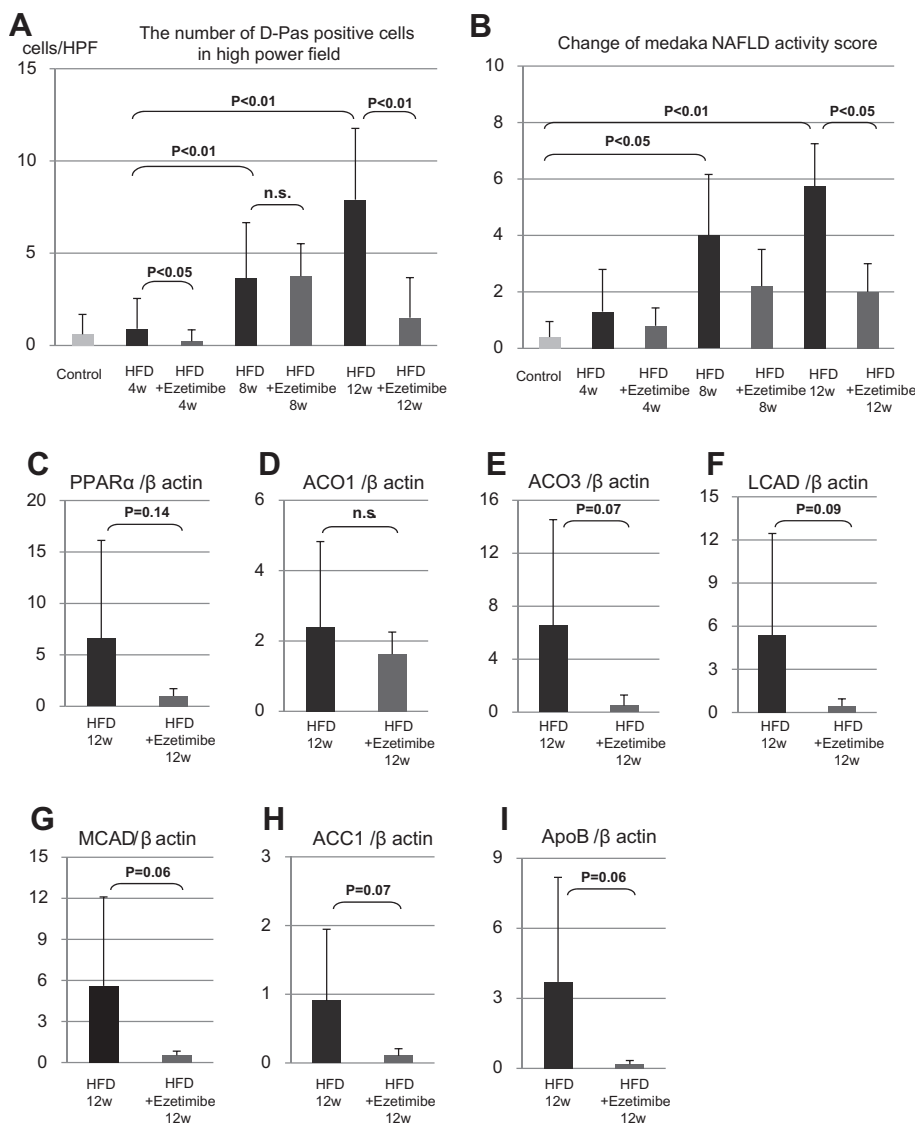 A
The number of D-Pas positive cells
in high power field
cells/HPF
15
10
5
0
P<0.01
P<0.01
P<0.01
n.s.
P<0.05
Control
HFD
4w
HFD
+Ezetimibe
4w
HFD
8w
HFD
+Ezetimibe
8w
HFD
12w
HFD
+Ezetimibe
12w
B
Change of medaka NAFLD activity score
10
8
6
4
2
0
P<0.01
P<0.05
P<0.05
Control
HFD
4w
HFD
+Ezetimibe
4w
HFD
8w
HFD
+Ezetimibe
8w
HFD
12w
HFD
+Ezetimibe
12w
C
PPARα /β actin
20
15
10
5
0
P=0.14
HFD
12w
HFD
+Ezetimibe
12w
D
ACO1 /β actin
6
4
2
0
n.s.
HFD
12w
HFD
+Ezetimibe
12w
E
ACO3 /β actin
16
12
8
4
0
P=0.07
HFD
12w
HFD
+Ezetimibe
12w
F
LCAD /β actin
15
12
9
6
3
0
P=0.09
HFD
12w
HFD
+Ezetimibe
12w
G
MCAD/β actin
15
12
9
6
3
0
P=0.06
HFD
12w
HFD
+Ezetimibe
12w
H
ACC1 /β actin
3
2
1
0
P=0.07
HFD
12w
HFD
+Ezetimibe
12w
I
ApoB /β actin
9
6
3
0
P=0.06
HFD
12w
HFD
+Ezetimibe
12w